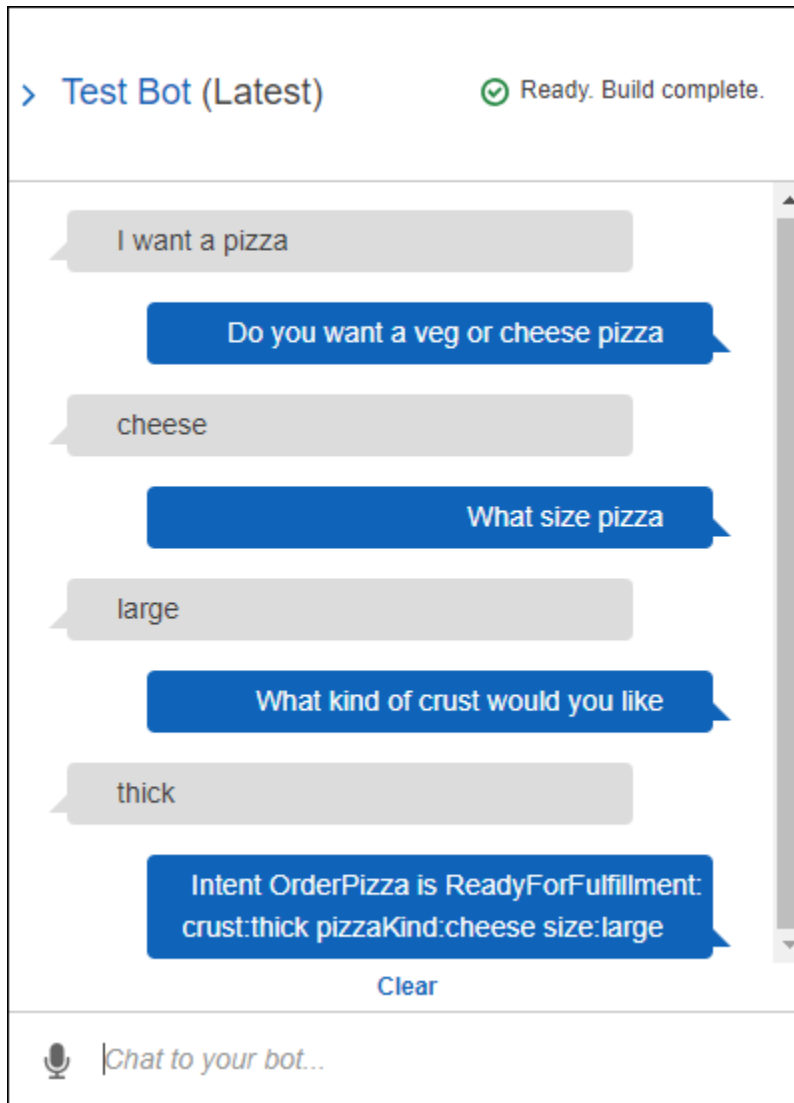 Test Bot (Latest) Ready. Build complete.
I want a pizza
Do you want a veg or cheese pizza
cheese
What size pizza
large
What kind of crust would you like
thick
Intent OrderPizza is ReadyForFulfillment:
crust:thick pizzaKind:cheese size:large
Clear
Chat to your bot...